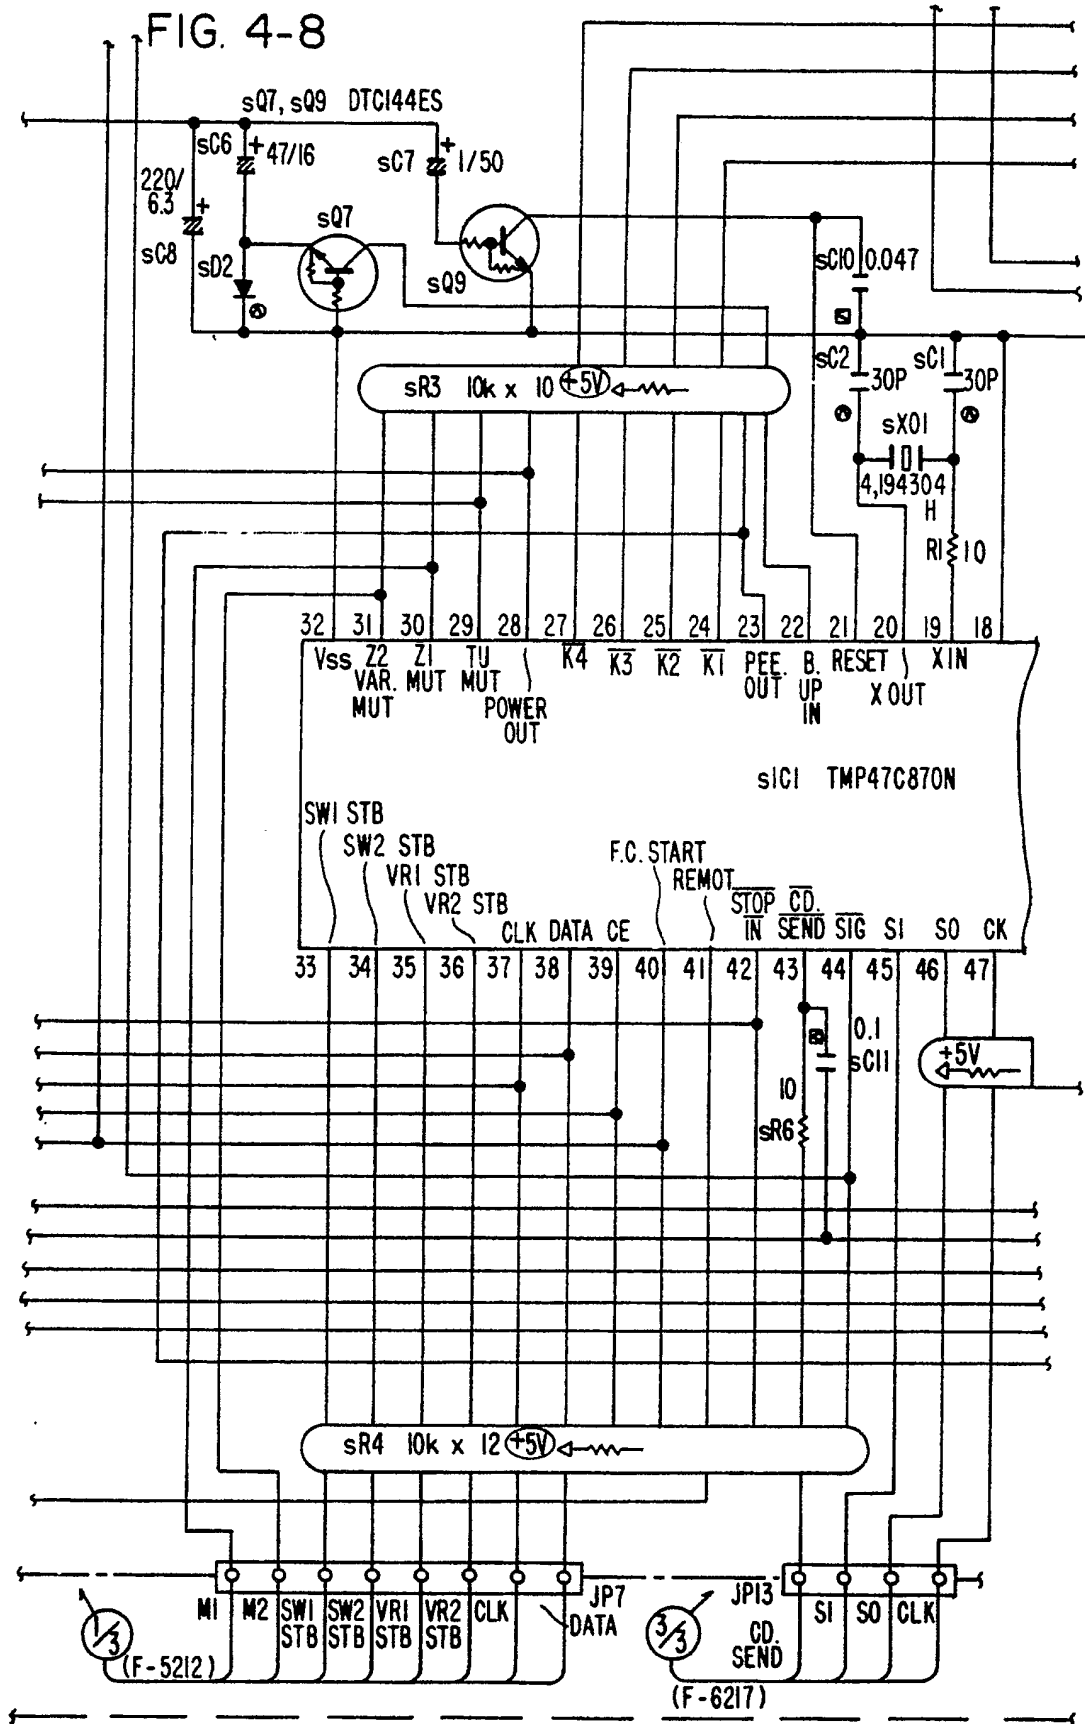 FIG. 4-8
sQ7, sQ9 DTC144ES
sC6
+ 47/16
sC7
+ 1/50
220/
6.3
+
sC8
sQ7
sD2
sQ9
sC10 0.047
sC2
30P
sC1
30P
sR3 10k x 10 +5V
sX01
4,194304
H
R1 10
32 31 30 29 28 27 26 25 24 23 22 21 20 19 18
Vss
Z2
VAR.
MUT
Z1
MUT
TU
MUT
POWER
OUT
K4
K3
K2
K1
PEE.
OUT
B.
UP
IN
RESET
X OUT
X IN
sIC1 TMP47C870N
SW1 STB
SW2 STB
VR1 STB
VR2 STB
CLK DATA CE
F.C. START
REMOT
STOP
IN
CD.
SEND
SIG
SI
SO
CK
33 34 35 36 37 38 39 40 41 42 43 44 45 46 47
0.1
sC11
10
sR6
+5V
sR4 10k x 12 +5V
JP7
M1
M2
SW1
STB
SW2
STB
VR1
STB
VR2
STB
CLK
DATA
1/3
(F-5212)
JP13
CD.
SEND
SI
SO
CLK
3/3
(F-6217)